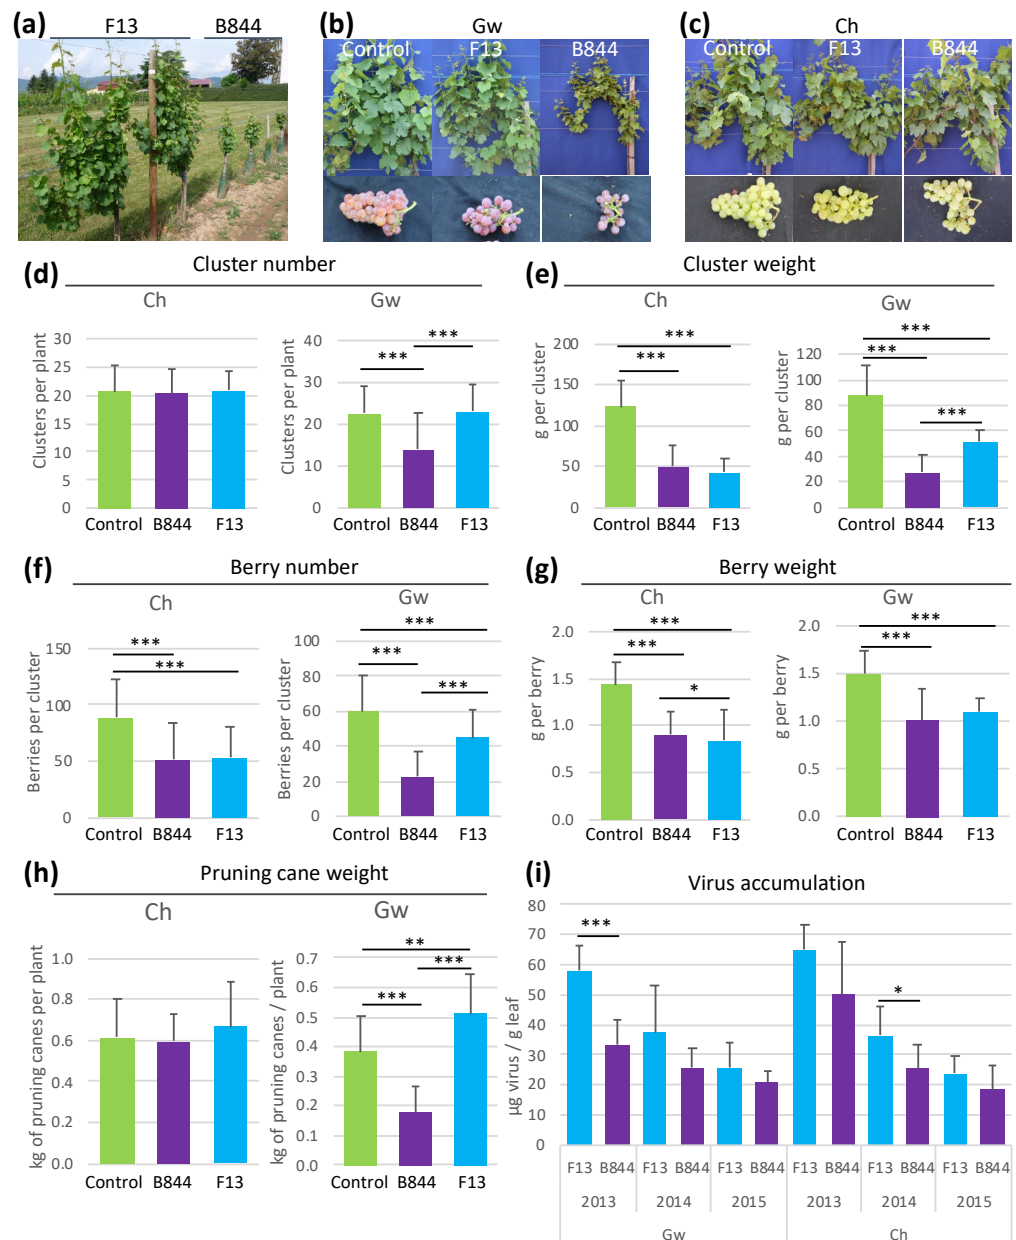 (a)
F13
B844
(b)
Gw
Control
F13
B844
(c)
Ch
Control
F13
B844
(d)
Cluster number
Ch
Clusters per plant
30
25
20
15
10
5
0
Control
B844
F13
Gw
Clusters per plant
40
30
20
10
0
***
***
Control
B844
F13
(e)
Cluster weight
Ch
g per cluster
200
150
100
50
0
***
***
Control
B844
F13
Gw
g per cluster
120
100
80
60
40
20
0
***
***
***
Control
B844
F13
(f)
Berry number
Ch
Berries per cluster
150
100
50
0
***
***
Control
B844
F13
Gw
Berries per cluster
100
80
60
40
20
0
***
***
***
Control
B844
F13
(g)
Berry weight
Ch
g per berry
2.0
1.5
1.0
0.5
0.0
***
***
*
Control
B844
F13
Gw
g per berry
2.0
1.5
1.0
0.5
0.0
***
***
Control
B844
F13
(h)
Pruning cane weight
Ch
kg of pruning canes per plant
1.0
0.8
0.6
0.4
0.2
0.0
Control
B844
F13
Gw
kg of pruning canes / plant
0.7
0.6
0.5
0.4
0.3
0.2
0.1
0.0
**
***
***
Control
B844
F13
(i)
Virus accumulation
µg virus / g leaf
80
70
60
50
40
30
20
10
0
***
*
F13 B844 F13 B844 F13 B844 F13 B844 F13 B844 F13 B844
2013 2014 2015 2013 2014 2015
Gw Ch